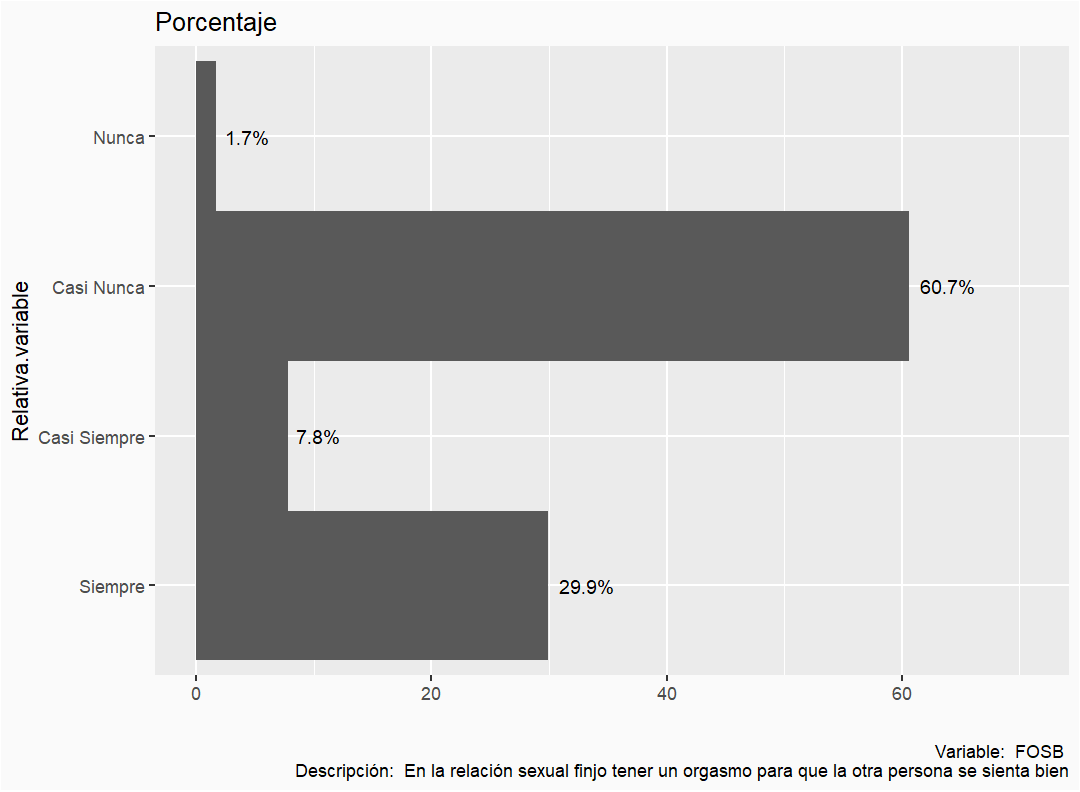 Porcentaje
Nunca
1.7%
Casi Nunca
60.7%
Relativa.variable
Casi Siempre
7.8%
Siempre
29.9%
0 20 40 60
Variable:  FOSB
Descripción:  En la relación sexual finjo tener un orgasmo para que la otra persona se sienta bien